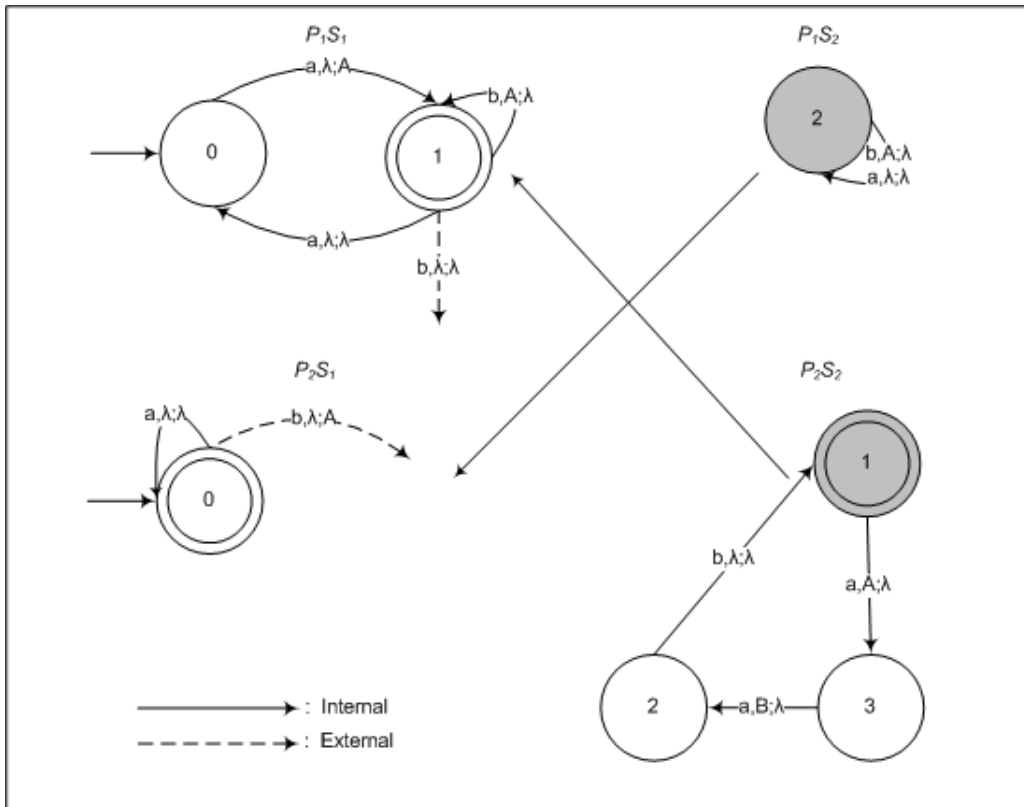 P₁S₁
P₁S₂
a,λ;A
b,A;λ
0
1
2
b,A;λ
a,λ;λ
a,λ;λ
b,λ;λ
P₂S₁
P₂S₂
a,λ;λ
b,λ;A
0
1
b,λ;λ
a,A;λ
2
a,B;λ
3
: Internal
: External